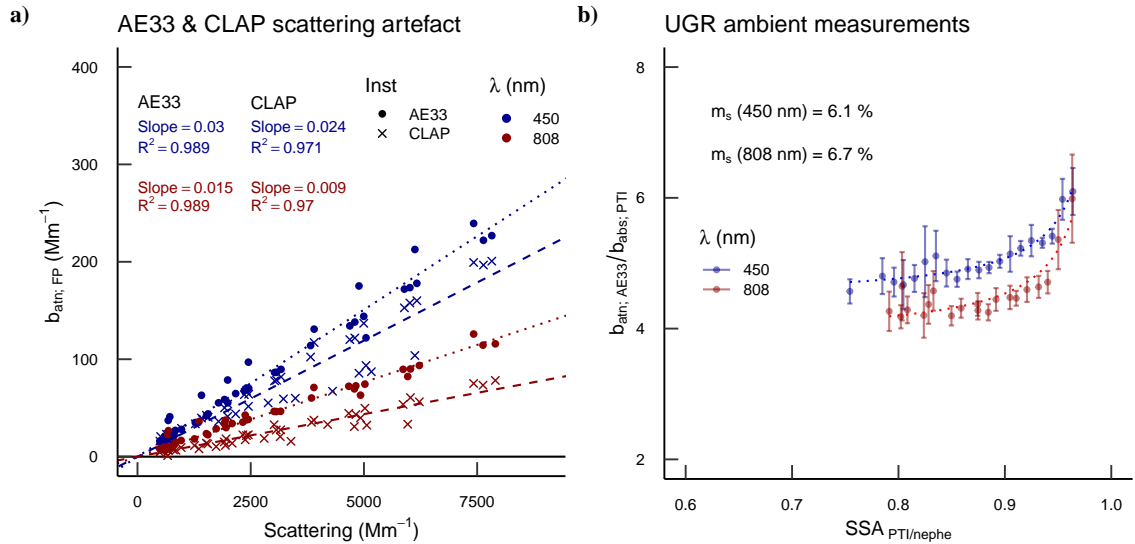 a)
AE33 & CLAP scattering artefact
400
300
200
100
0
b_atn; FP (Mm⁻¹)
AE33
Slope = 0.03
R² = 0.989
Slope = 0.015
R² = 0.989
CLAP
Slope = 0.024
R² = 0.971
Slope = 0.009
R² = 0.97
Inst
AE33
CLAP
λ (nm)
450
808
0 2500 5000 7500
Scattering (Mm⁻¹)
b)
UGR ambient measurements
8
6
4
2
b_atn; AE33/b_abs; PTI
m_s (450 nm) = 6.1 %
m_s (808 nm) = 6.7 %
λ (nm)
450
808
0.6 0.7 0.8 0.9 1.0
SSA_PTI/nephe